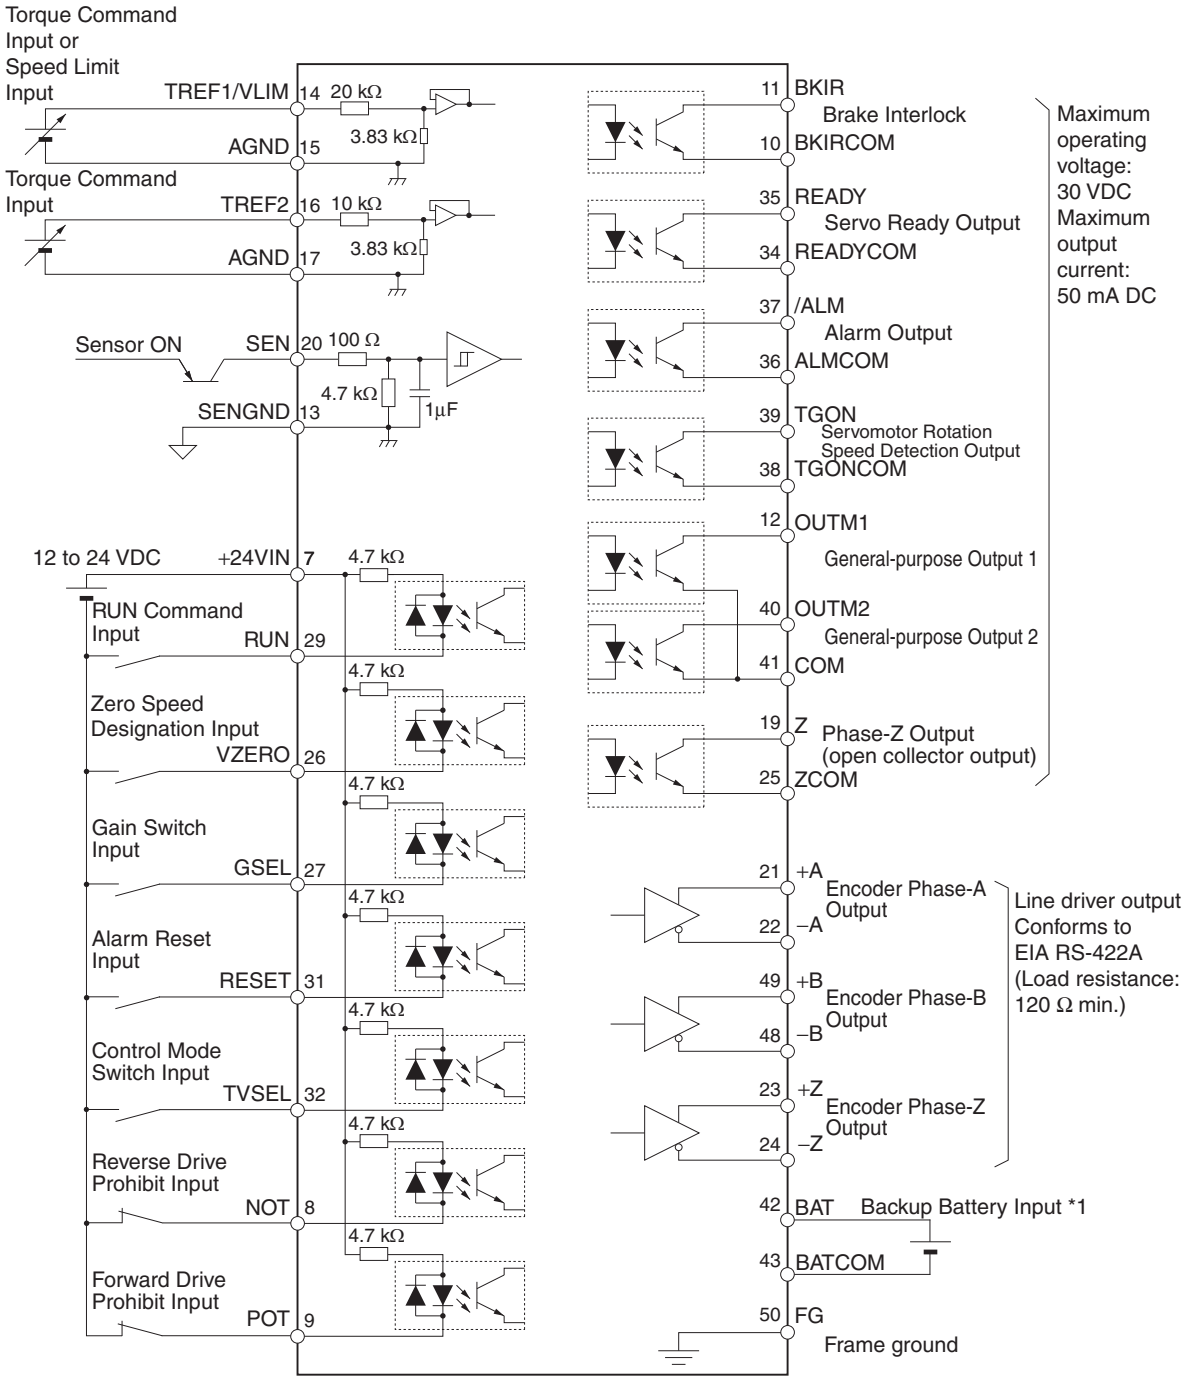 Torque Command
Input or
Speed Limit
Input
TREF1/VLIM 14 20 kΩ
3.83 kΩ
AGND 15
Torque Command
Input
TREF2 16 10 kΩ
3.83 kΩ
AGND 17
Sensor ON SEN 20 100 Ω
4.7 kΩ
1µF
SENGND 13
12 to 24 VDC +24VIN 7 4.7 kΩ
RUN Command
Input
RUN 29
4.7 kΩ
Zero Speed
Designation Input
VZERO 26
4.7 kΩ
Gain Switch
Input
GSEL 27
4.7 kΩ
Alarm Reset
Input
RESET 31
4.7 kΩ
Control Mode
Switch Input
TVSEL 32
4.7 kΩ
Reverse Drive
Prohibit Input
NOT 8
4.7 kΩ
Forward Drive
Prohibit Input
POT 9
11 BKIR
Brake Interlock
10 BKIRCOM
35 READY
Servo Ready Output
34 READYCOM
37 /ALM
Alarm Output
36 ALMCOM
39 TGON
Servomotor Rotation
Speed Detection Output
38 TGONCOM
12 OUTM1
General-purpose Output 1
40 OUTM2
General-purpose Output 2
41 COM
19 Z
Phase-Z Output
(open collector output)
25 ZCOM
Maximum
operating
voltage:
30 VDC
Maximum
output
current:
50 mA DC
21 +A
Encoder Phase-A
Output
22 −A
49 +B
Encoder Phase-B
Output
48 −B
23 +Z
Encoder Phase-Z
Output
24 −Z
Line driver output
Conforms to
EIA RS-422A
(Load resistance:
120 Ω min.)
42 BAT Backup Battery Input *1
43 BATCOM
50 FG
Frame ground